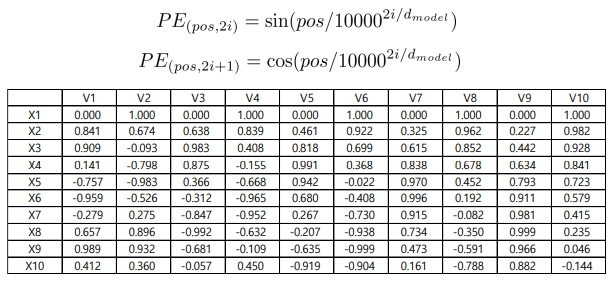 PE(pos,2i) = sin(pos/10000^2i/dmodel)
PE(pos,2i+1) = cos(pos/10000^2i/dmodel)
V1 V2 V3 V4 V5 V6 V7 V8 V9 V10
X1 0.000 1.000 0.000 1.000 0.000 1.000 0.000 1.000 0.000 1.000
X2 0.841 0.674 0.638 0.839 0.461 0.922 0.325 0.962 0.227 0.982
X3 0.909 -0.093 0.983 0.408 0.818 0.699 0.615 0.852 0.442 0.928
X4 0.141 -0.798 0.875 -0.155 0.991 0.368 0.838 0.678 0.634 0.841
X5 -0.757 -0.983 0.366 -0.668 0.942 -0.022 0.970 0.452 0.793 0.723
X6 -0.959 -0.526 -0.312 -0.965 0.680 -0.408 0.996 0.192 0.911 0.579
X7 -0.279 0.275 -0.847 -0.952 0.267 -0.730 0.915 -0.082 0.981 0.415
X8 0.657 0.896 -0.992 -0.632 -0.207 -0.938 0.734 -0.350 0.999 0.235
X9 0.989 0.932 -0.681 -0.109 -0.635 -0.999 0.473 -0.591 0.966 0.046
X10 0.412 0.360 -0.057 0.450 -0.919 -0.904 0.161 -0.788 0.882 -0.144